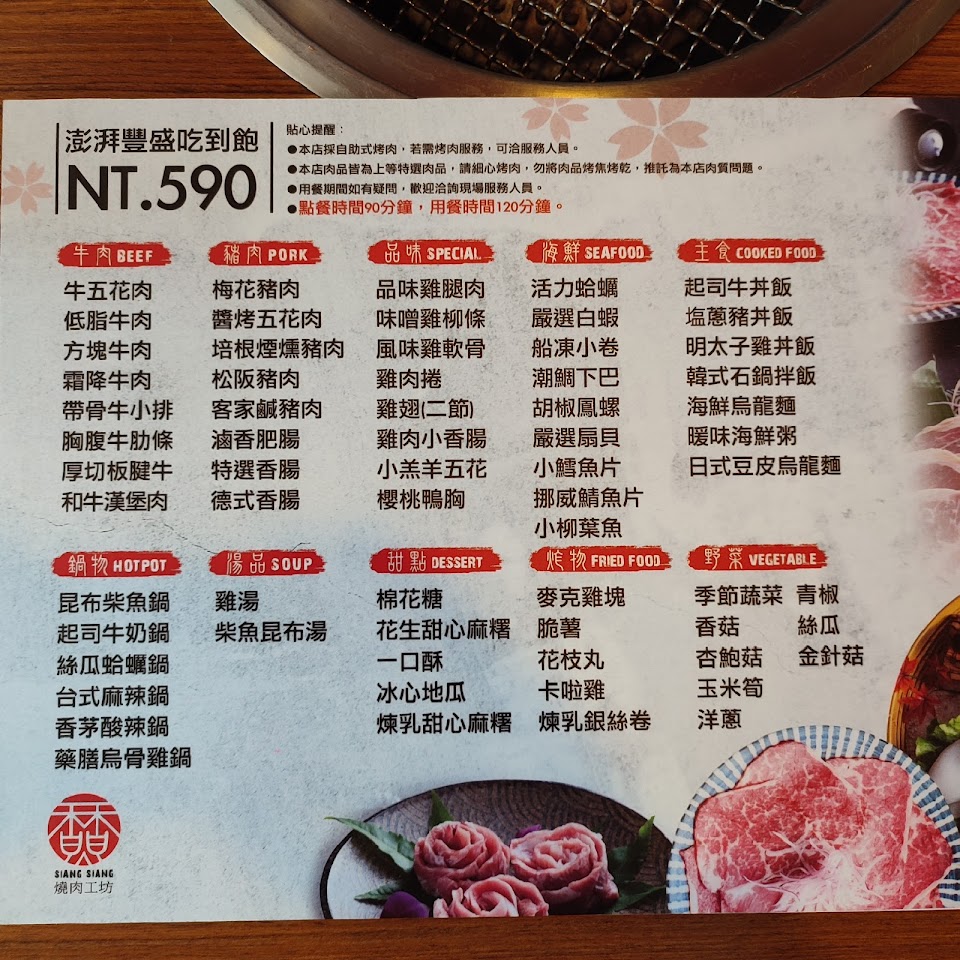 澎湃豐盛吃到飽
NT.590
貼心提醒：
●本店採自助式烤肉，若需烤肉服務，可洽服務人員。
●本店肉品皆為上等特選肉品，請細心烤肉，勿將肉品烤焦烤乾，推託為本店肉質問題。
●用餐期間如有疑問，歡迎洽詢現場服務人員。
●點餐時間90分鐘，用餐時間120分鐘。
牛肉 BEEF
牛五花肉
低脂牛肉
方塊牛肉
霜降牛肉
帶骨牛小排
胸腹牛肋條
厚切板腱牛
和牛漢堡肉
豬肉 PORK
梅花豬肉
醬烤五花肉
培根煙燻豬肉
松阪豬肉
客家鹹豬肉
滷香肥腸
特選香腸
德式香腸
品味 SPECIAL
品味雞腿肉
味噌雞柳條
風味雞軟骨
雞肉捲
雞翅(二節)
雞肉小香腸
小羔羊五花
櫻桃鴨胸
海鮮 SEAFOOD
活力蛤蠣
嚴選白蝦
船凍小卷
潮鯛下巴
胡椒鳳螺
嚴選扇貝
小鱈魚片
挪威鯖魚片
小柳葉魚
主食 COOKED FOOD
起司牛丼飯
塩蔥豬丼飯
明太子雞丼飯
韓式石鍋拌飯
海鮮烏龍麵
暖味海鮮粥
日式豆皮烏龍麵
鍋物 HOTPOT
昆布柴魚鍋
起司牛奶鍋
絲瓜蛤蠣鍋
台式麻辣鍋
香茅酸辣鍋
藥膳烏骨雞鍋
湯品 SOUP
雞湯
柴魚昆布湯
甜點 DESSERT
棉花糖
花生甜心麻糬
一口酥
冰心地瓜
煉乳甜心麻糬
炸物 FRIED FOOD
麥克雞塊
脆薯
花枝丸
卡啦雞
煉乳銀絲卷
野菜 VEGETABLE
季節蔬菜 青椒
香菇 絲瓜
杏鮑菇 金針菇
玉米筍
洋蔥
SIANG SIANG
燒肉工坊